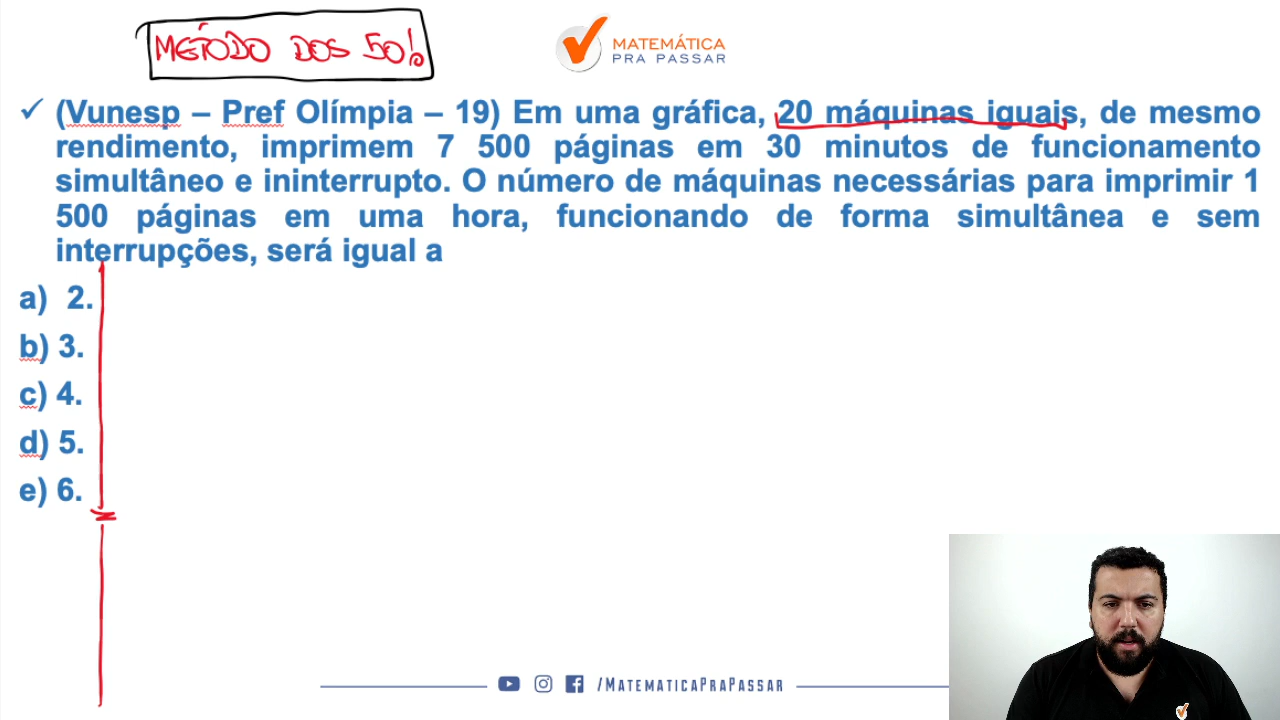 MÉTODO DOS 50!
MATEMÁTICA
PRA PASSAR
✓ (Vunesp – Pref Olímpia – 19) Em uma gráfica, 20 máquinas iguais, de mesmo
rendimento, imprimem 7 500 páginas em 30 minutos de funcionamento
simultâneo e ininterrupto. O número de máquinas necessárias para imprimir 1
500 páginas em uma hora, funcionando de forma simultânea e sem
interrupções, será igual a
a) 2.
b) 3.
c) 4.
d) 5.
e) 6.
/MATEMATICAPRAPASSAR